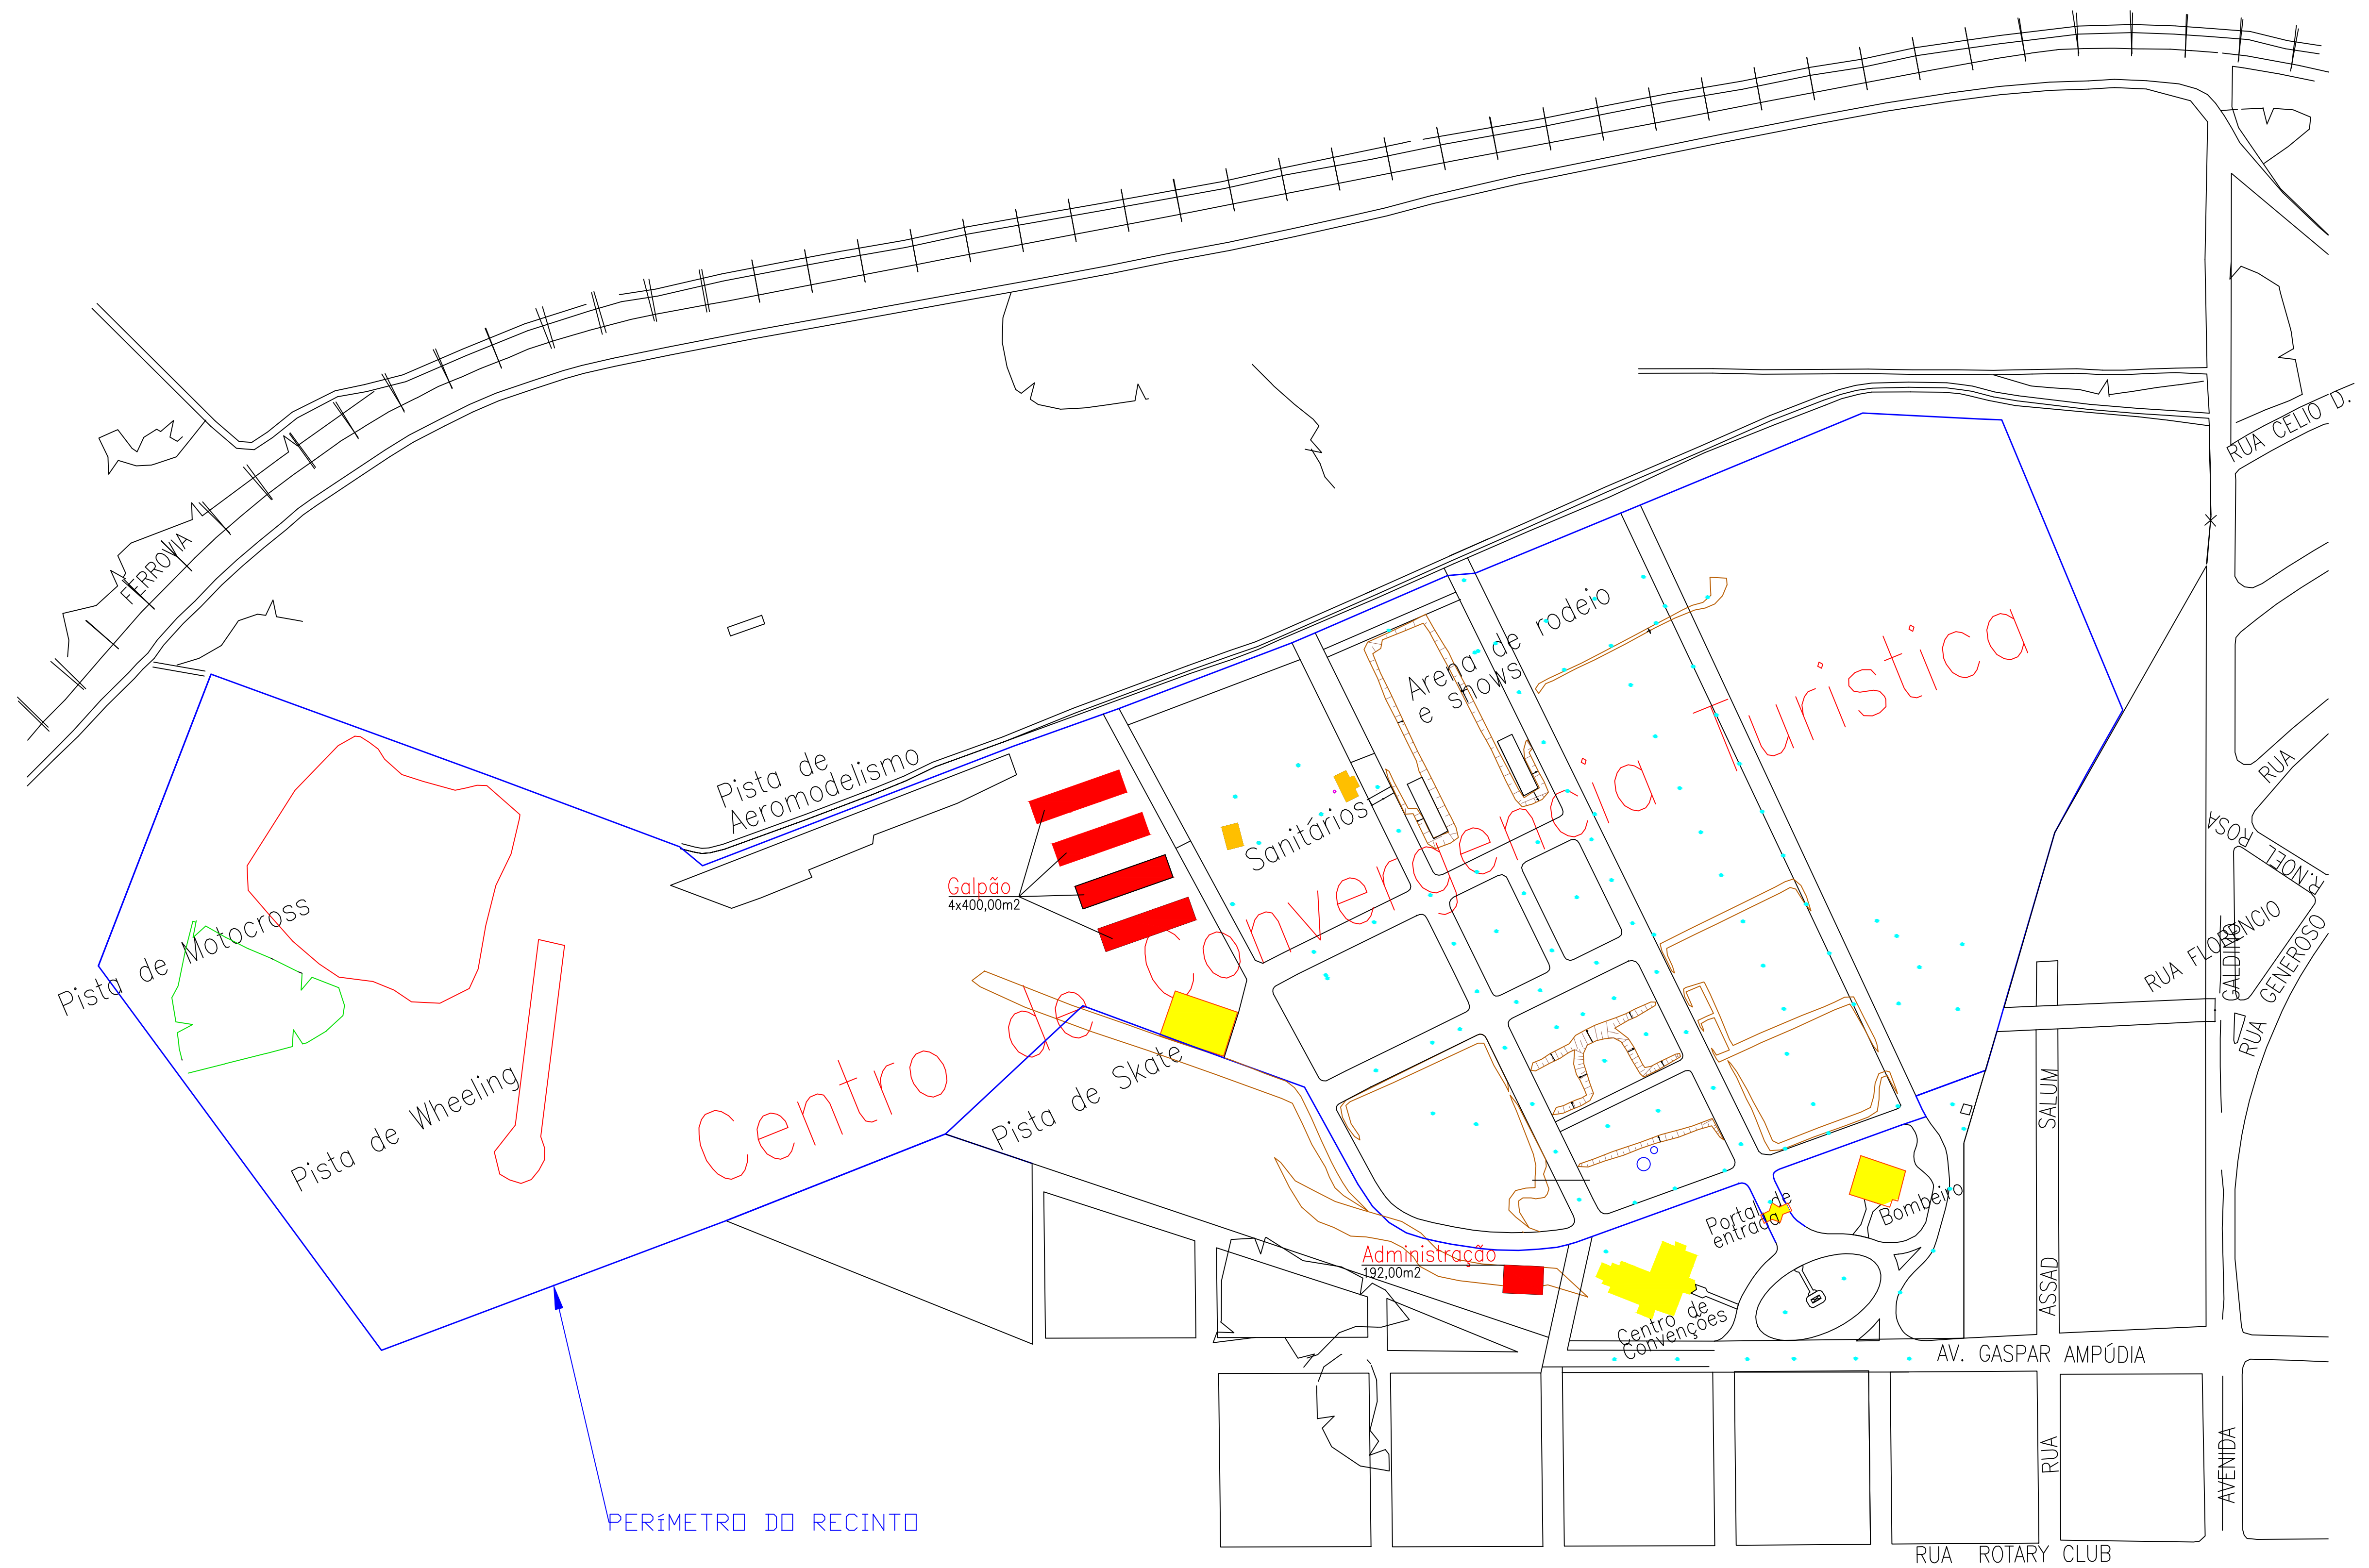 FERROVIA
RUA CELIO D.
Arena de rodeio
e shows
Pista de
Aeromodelismo
Sanitários
Galpão
4x400,00m2
Centro de Convergencia Turistica
Pista de Motocross
Pista de Wheeling
Pista de Skate
RUA
R.NOEL ROSA
RUA FLORENCIO
GALDINO
RUA GENEROSO
RUA ASSAD SALUM
Portal de
entrada
Bombeiro
Administração
192,00m2
Centro de
Convenções
AV. GASPAR AMPÚDIA
AVENIDA
PERíMETRO DO RECINTO
RUA ROTARY CLUB